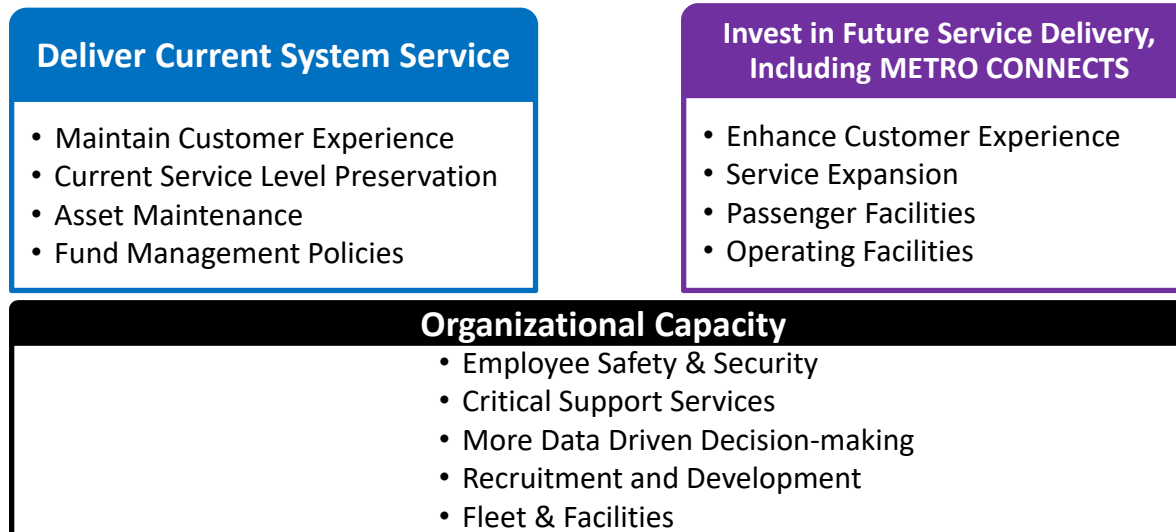 Deliver Current System Service
• Maintain Customer Experience
• Current Service Level Preservation
• Asset Maintenance
• Fund Management Policies
Invest in Future Service Delivery,
Including METRO CONNECTS
• Enhance Customer Experience
• Service Expansion
• Passenger Facilities
• Operating Facilities
Organizational Capacity
• Employee Safety & Security
• Critical Support Services
• More Data Driven Decision-making
• Recruitment and Development
• Fleet & Facilities